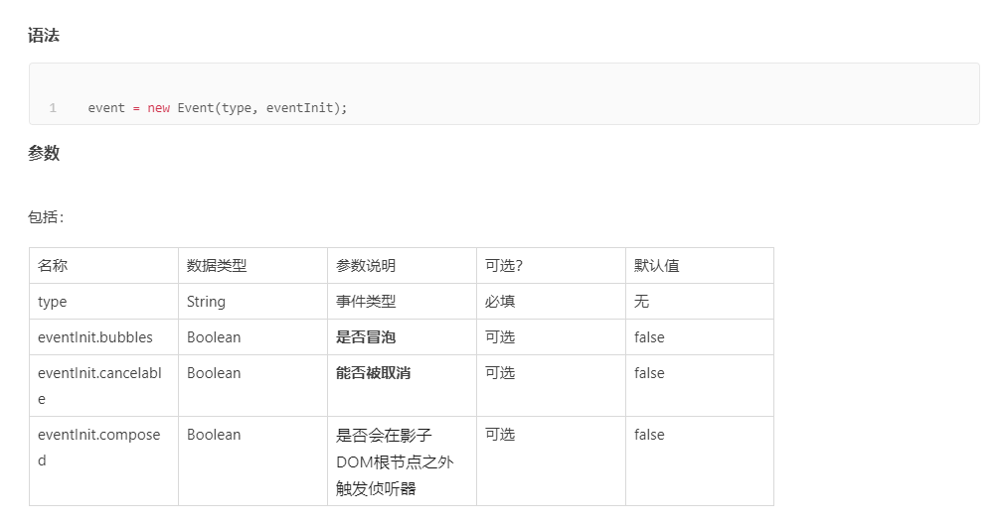 语法
1 event = new Event(type, eventInit);
参数
包括：
名称 数据类型 参数说明 可选? 默认值
type String 事件类型 必填 无
eventInit.bubbles Boolean 是否冒泡 可选 false
eventInit.cancelabl Boolean 能否被取消 可选 false
e
eventInit.compose Boolean 是否会在影子 可选 false
d DOM根节点之外
触发侦听器